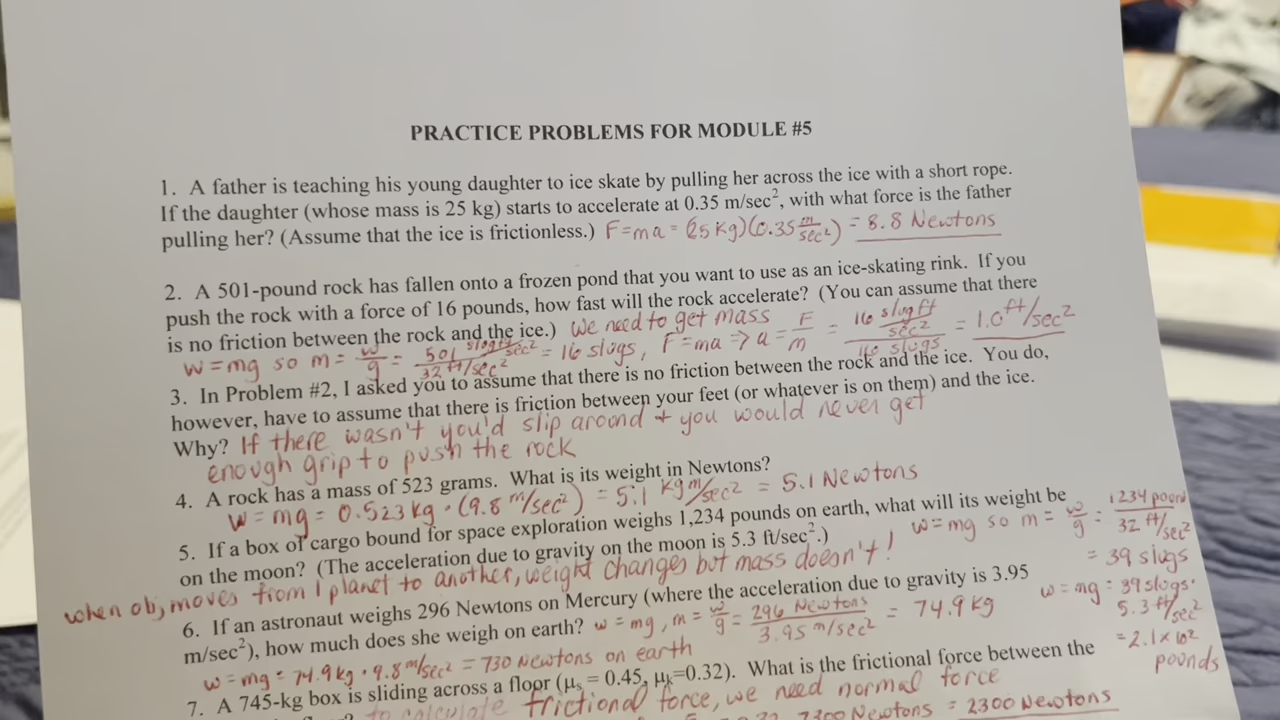 PRACTICE PROBLEMS FOR MODULE #5
1. A father is teaching his young daughter to ice skate by pulling her across the ice with a short rope.
If the daughter (whose mass is 25 kg) starts to accelerate at 0.35 m/sec², with what force is the father
pulling her? (Assume that the ice is frictionless.) F=ma = (25 kg)(0.35 m/sec²) = 8.8 Newtons
2. A 501-pound rock has fallen onto a frozen pond that you want to use as an ice-skating rink. If you
push the rock with a force of 16 pounds, how fast will the rock accelerate? (You can assume that there
is no friction between the rock and the ice.) We need to get mass
w=mg so m = w/g = 501 slug ft/sec² / 32 ft/sec² = 16 slugs, F=ma => a = F/m = 16 slug ft/sec² / 16 slugs = 1.0 ft/sec²
3. In Problem #2, I asked you to assume that there is no friction between the rock and the ice. You do,
however, have to assume that there is friction between your feet (or whatever is on them) and the ice.
Why? If there wasn't you'd slip around + you would never get
enough grip to push the rock
4. A rock has a mass of 523 grams. What is its weight in Newtons?
w = mg = 0.523 kg · (9.8 m/sec²) = 5.1 kg m/sec² = 5.1 Newtons
5. If a box of cargo bound for space exploration weighs 1,234 pounds on earth, what will its weight be
on the moon? (The acceleration due to gravity on the moon is 5.3 ft/sec².) w=mg so m = w/g = 1234 poun / 32 ft/sec²
= 39 slugs
when obj moves from 1 planet to another, weight changes but mass doesn't!
w = mg = 39 slugs · 5.3 ft/sec²
= 2.1 x 10² pounds
6. If an astronaut weighs 296 Newtons on Mercury (where the acceleration due to gravity is 3.95
m/sec²), how much does she weigh on earth? w = mg, m = w/g = 296 Newtons / 3.95 m/sec² = 74.9 kg
w = mg = 74.9 kg · 9.8 m/sec² = 730 Newtons on earth
7. A 745-kg box is sliding across a floor (μs = 0.45, μk=0.32). What is the frictional force between the
to calculate frictional force, we need normal force
7300 Newtons = 2300 Newtons